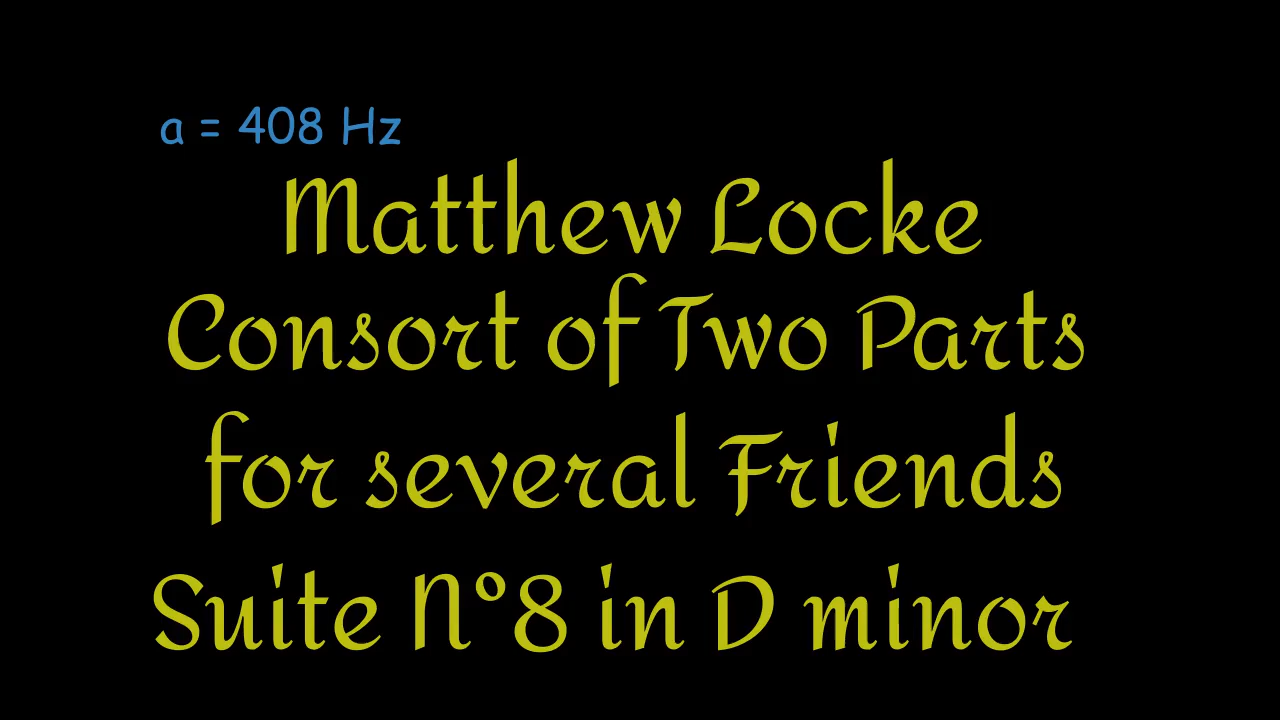 a = 408 Hz
Matthew Locke
Consort of Two Parts
for several Friends
Suite N°8 in D minor